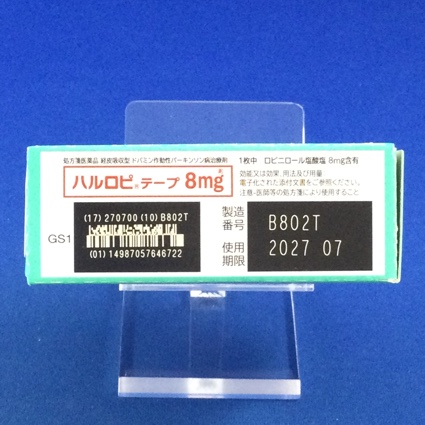 処方箋医薬品 経皮吸収型 ドパミン作動性パーキンソン病治療剤
ハルロピ®テープ 8mg
1枚中 ロピニロール塩酸塩 8mg含有
効能又は効果、用法及び用量
電子化された添付文書をご参照ください。
注意-医師等の処方箋により使用すること
GS1
(17) 270700 (10) B802T
(01) 14987057646722
製造番号 B802T
使用期限 2027 07